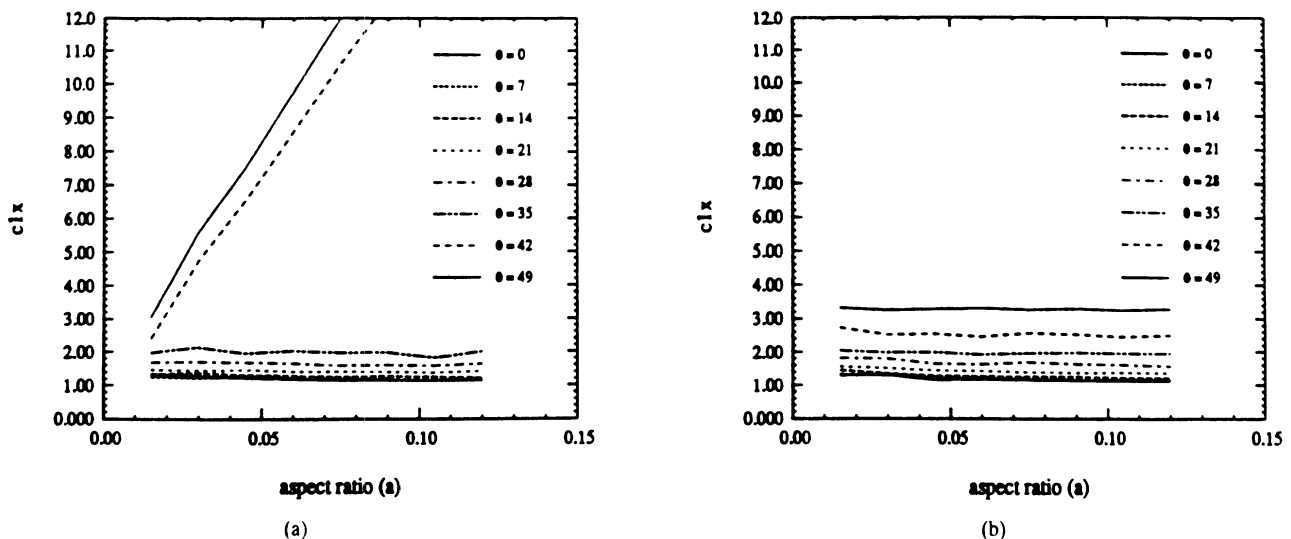 12.0
11.0
10.0
9.00
8.00
7.00
6.00
5.00
4.00
3.00
2.00
1.00
0.000
c l x
0.00 0.05 0.10 0.15
aspect ratio (a)
θ = 0
θ = 7
θ = 14
θ = 21
θ = 28
θ = 35
θ = 42
θ = 49
(a)
12.0
11.0
10.0
9.00
8.00
7.00
6.00
5.00
4.00
3.00
2.00
1.00
0.000
c l x
0.00 0.05 0.10 0.15
aspect ratio (a)
θ = 0
θ = 7
θ = 14
θ = 21
θ = 28
θ = 35
θ = 42
θ = 49
(b)